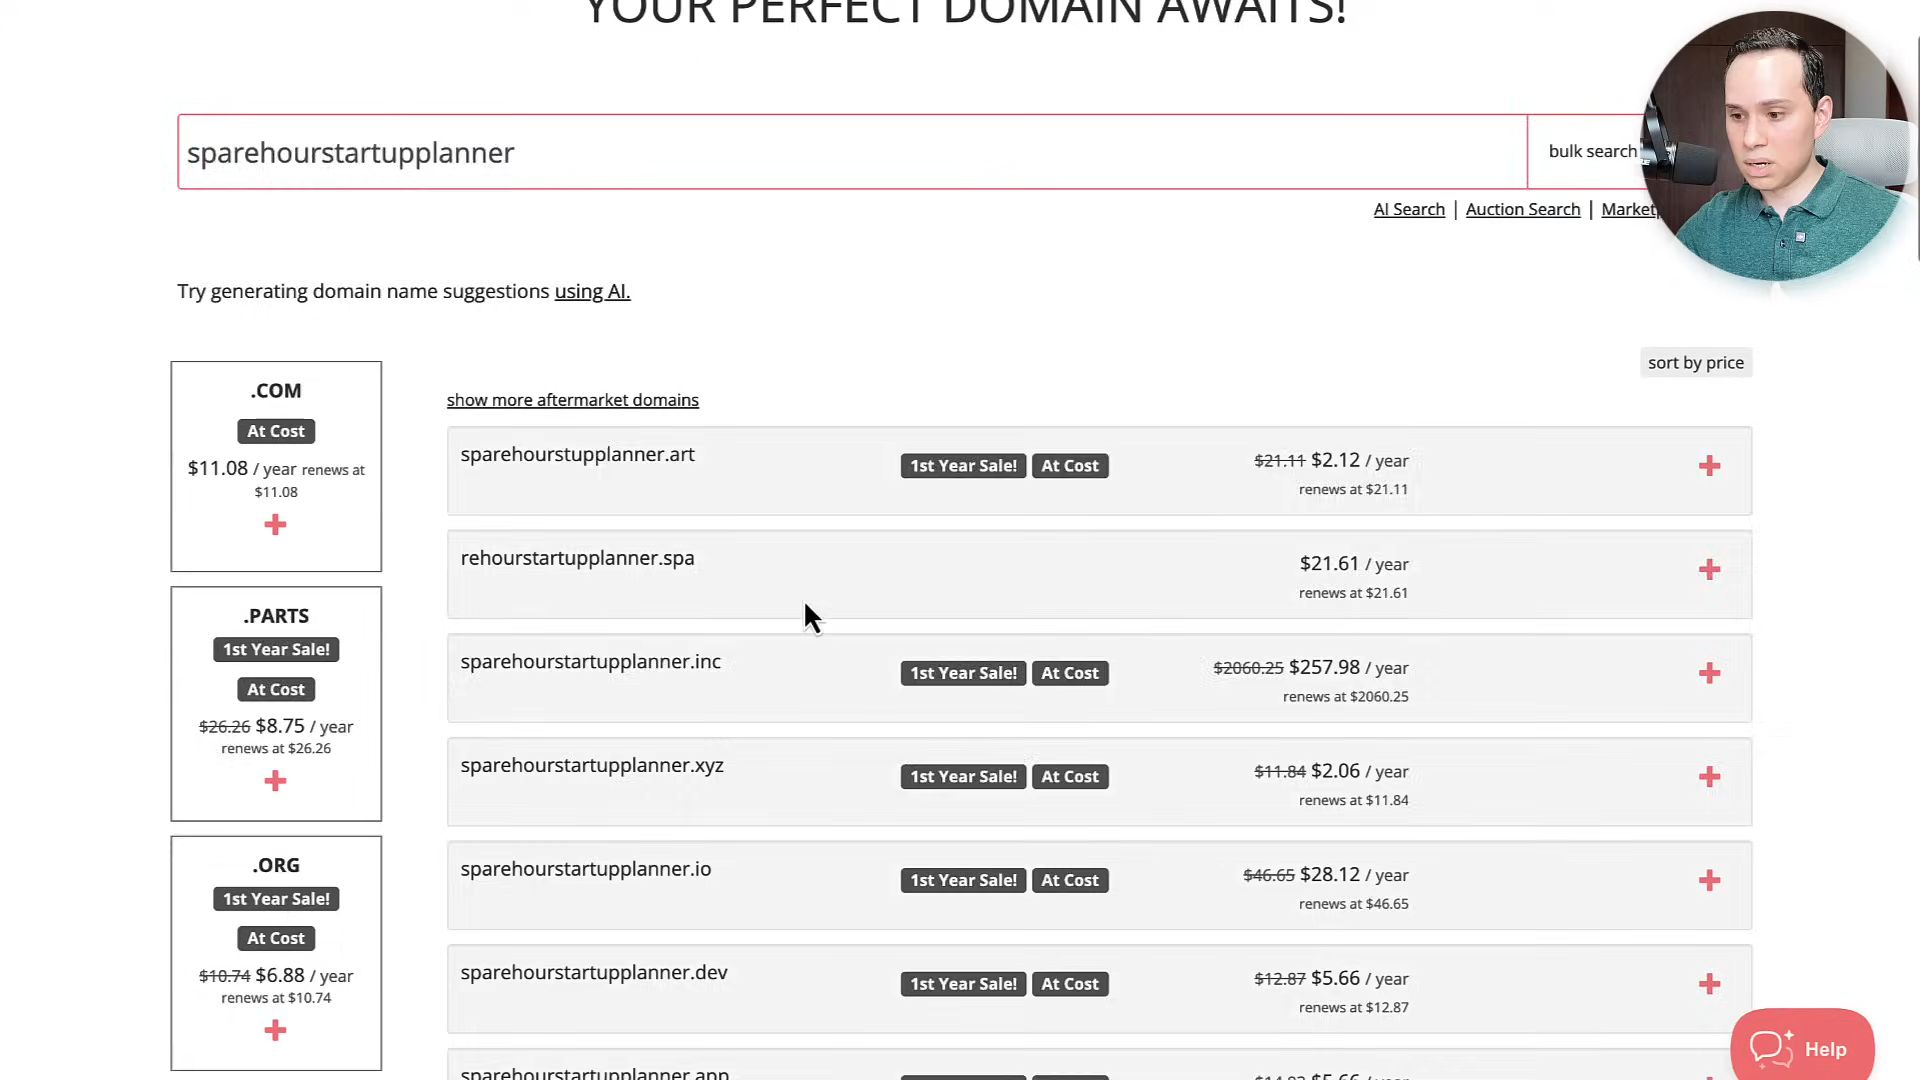 YOUR PERFECT DOMAIN AWAITS!
sparehourstartupplanner
bulk search
AI Search | Auction Search |
Try generating domain name suggestions using AI.
sort by price
show more aftermarket domains
.COM
At Cost
$11.08 / year renews at
$11.08
.PARTS
1st Year Sale!
At Cost
$26.26 $8.75 / year
renews at $26.26
.ORG
1st Year Sale!
At Cost
$10.74 $6.88 / year
renews at $10.74
sparehourstupplanner.art
1st Year Sale! At Cost
$21.11 $2.12 / year
renews at $21.11
rehourstartupplanner.spa
$21.61 / year
renews at $21.61
sparehourstartupplanner.inc
1st Year Sale! At Cost
$2060.25 $257.98 / year
renews at $2060.25
sparehourstartupplanner.xyz
1st Year Sale! At Cost
$11.84 $2.06 / year
renews at $11.84
sparehourstartupplanner.io
1st Year Sale! At Cost
$46.65 $28.12 / year
renews at $46.65
sparehourstartupplanner.dev
1st Year Sale! At Cost
$12.87 $5.66 / year
renews at $12.87
sparehourstartupplanner.app
Help